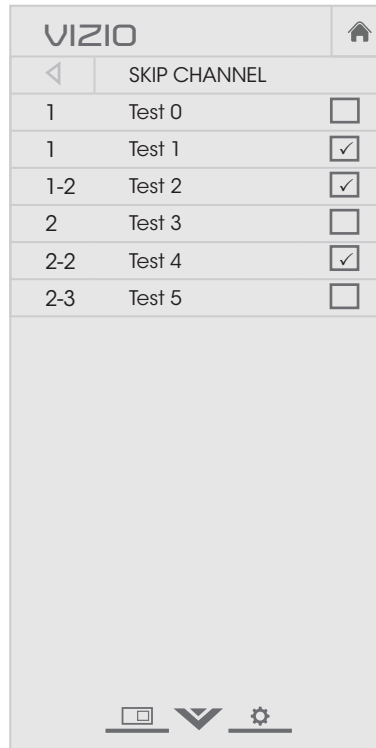 VIZIO
SKIP CHANNEL
1 Test 0
1 Test 1
1-2 Test 2
2 Test 3
2-2 Test 4
2-3 Test 5